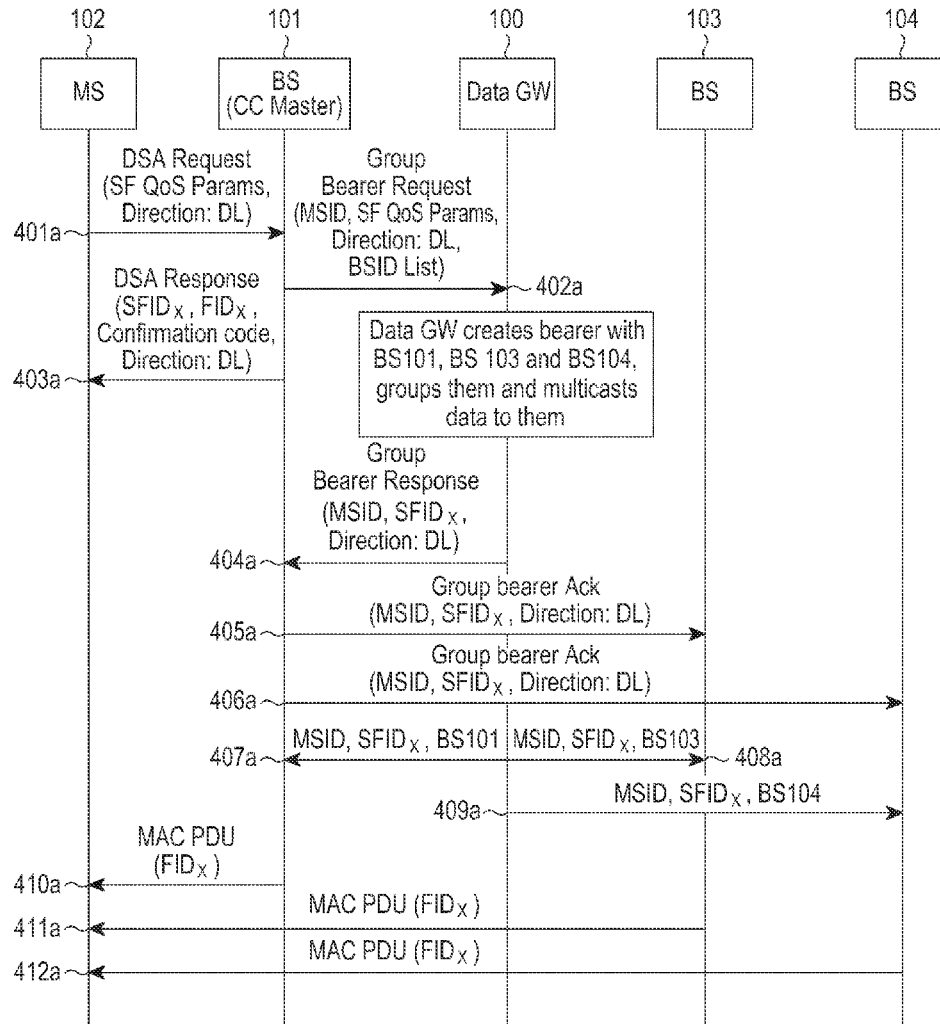 102
101
100
103
104
MS
BS
(CC Master)
Data GW
BS
BS
DSA Request
(SF QoS Params,
Direction: DL)
401a
Group
Bearer Request
(MSID, SF QoS Params,
Direction: DL,
BSID List)
402a
DSA Response
(SFIDX, FIDX,
Confirmation code,
Direction: DL)
403a
Data GW creates bearer with
BS101, BS 103 and BS104,
groups them and multicasts
data to them
Group
Bearer Response
(MSID, SFIDX,
Direction: DL)
404a
Group bearer Ack
(MSID, SFIDX, Direction: DL)
405a
Group bearer Ack
(MSID, SFIDX, Direction: DL)
406a
MSID, SFIDX, BS101
MSID, SFIDX, BS103
407a
408a
MSID, SFIDX, BS104
409a
MAC PDU
(FIDX)
410a
MAC PDU (FIDX)
411a
MAC PDU (FIDX)
412a